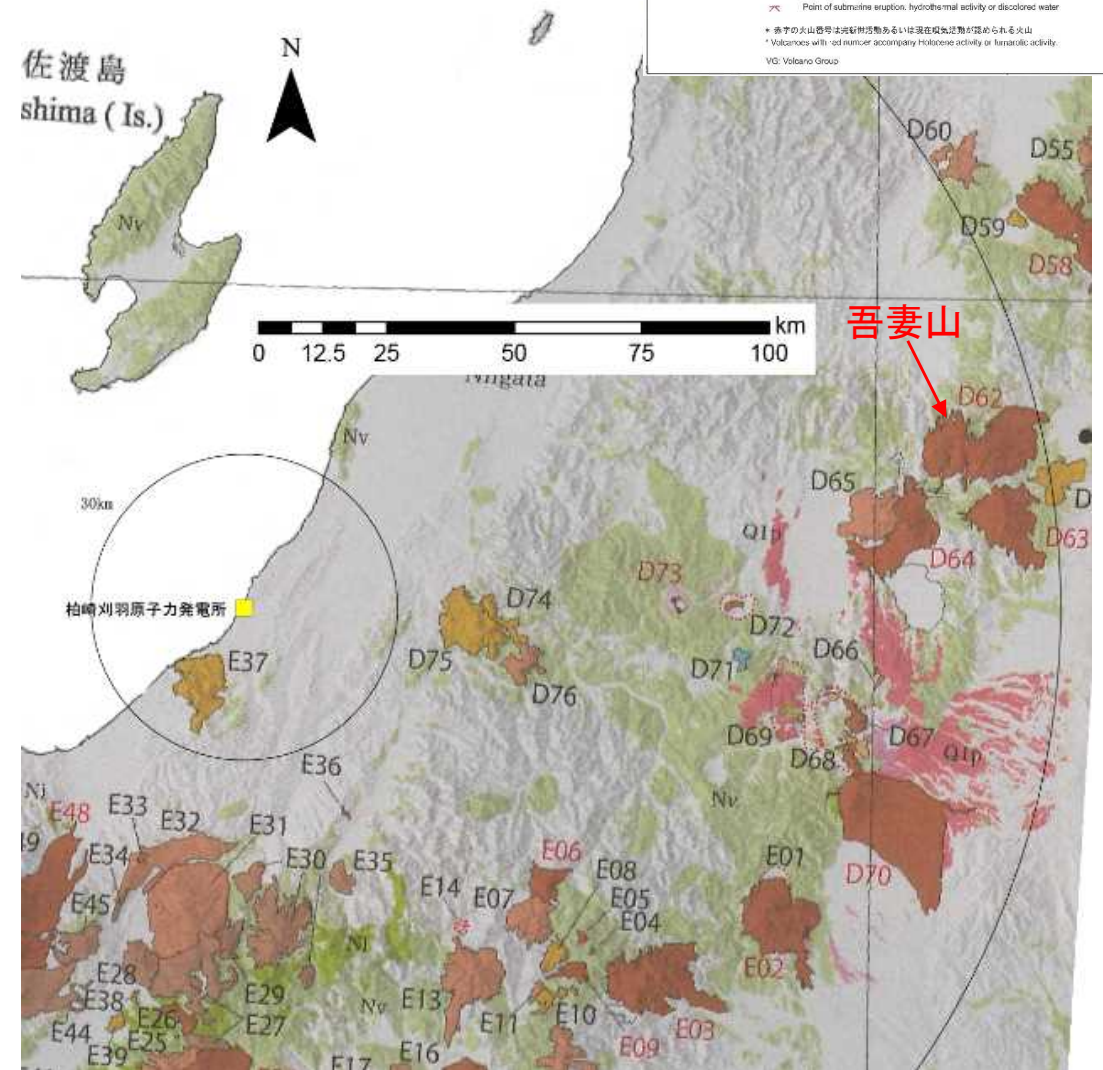 Point of submarine eruption, hydrothermal activity or discolored water
* 赤字の火山番号は完新世活動あるいは現在噴気活動が認められる火山
* Volcanoes with red number accompany Holocene activity or fumarolic activity.
VG: Volcano Group
佐渡島
shima ( Is.)
N
D60
D55
Nv
D59
D58
km
0 12.5 25 50 75 100
吾妻山
Niigata
D62
Nv
D65
D
30km
Q1p
D63
D64
D73
柏崎刈羽原子力発電所
D74
D72
E37
D75
D71
D66
D76
D69
D67
D68
Q1p
E36
Nj
Nv
E33
E32
E31
E48
E06
E01
E34
E30
E35
E08
D70
E14
E07
E05
E45
E04
Nj
E28
E02
E38
E29
Nv
E13
E10
E26
E27
E11
E03
E44
E25
E09
E39
E17
E16